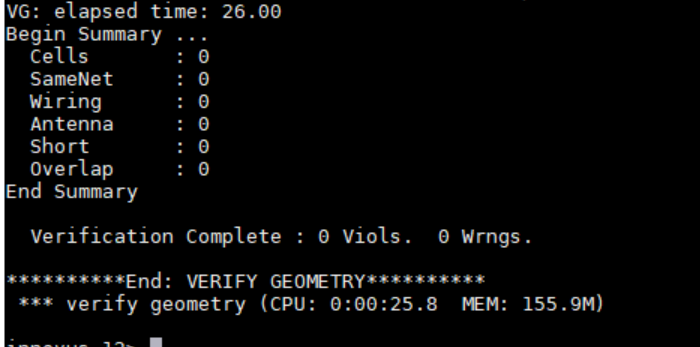 VG: elapsed time: 26.00
Begin Summary ...
  Cells       : 0
  SameNet     : 0
  Wiring      : 0
  Antenna     : 0
  Short       : 0
  Overlap     : 0
End Summary

  Verification Complete : 0 Viols.  0 Wrngs.

**********End: VERIFY GEOMETRY**********
 *** verify geometry (CPU: 0:00:25.8  MEM: 155.9M)